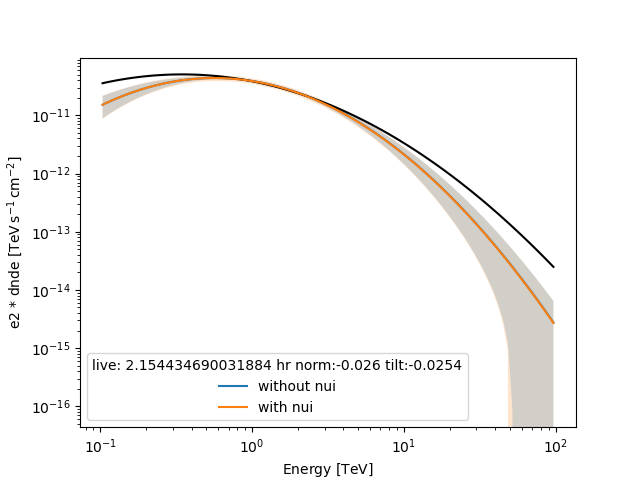 e2 * dnde [TeV s⁻¹ cm⁻²]
10⁻¹¹
10⁻¹²
10⁻¹³
10⁻¹⁴
10⁻¹⁵
10⁻¹⁶
live: 2.154434690031884 hr norm:-0.026 tilt:-0.0254
without nui
with nui
10⁻¹ 10⁰ 10¹ 10²
Energy [TeV]